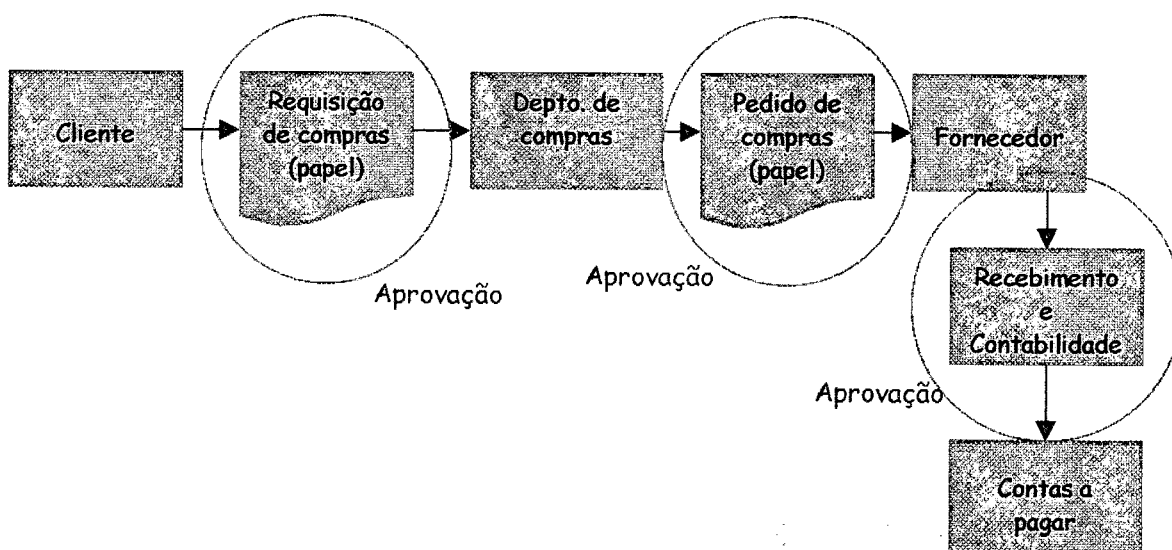 Cliente
Requisição
de compras
(papel)
Depto. de
compras
Pedido de
compras
(papel)
Fornecedor
Aprovação
Aprovação
Recebimento
e
Contabilidade
Aprovação
Contas a
pagar